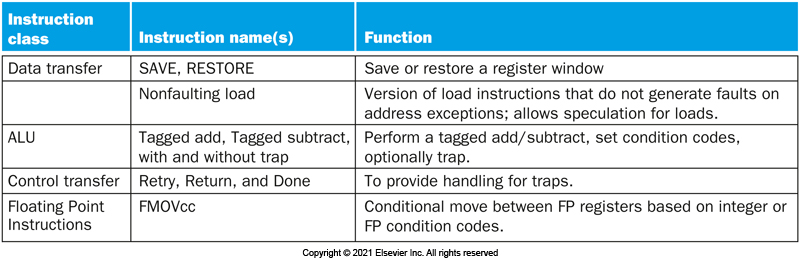 Instruction class Instruction name(s) Function
Data transfer SAVE, RESTORE Save or restore a register window
Nonfaulting load Version of load instructions that do not generate faults on
address exceptions; allows speculation for loads.
ALU Tagged add, Tagged subtract, Perform a tagged add/subtract, set condition codes,
with and without trap optionally trap.
Control transfer Retry, Return, and Done To provide handling for traps.
Floating Point FMOVcc Conditional move between FP registers based on integer or
Instructions FP condition codes.
Copyright © 2021 Elsevier Inc. All rights reserved